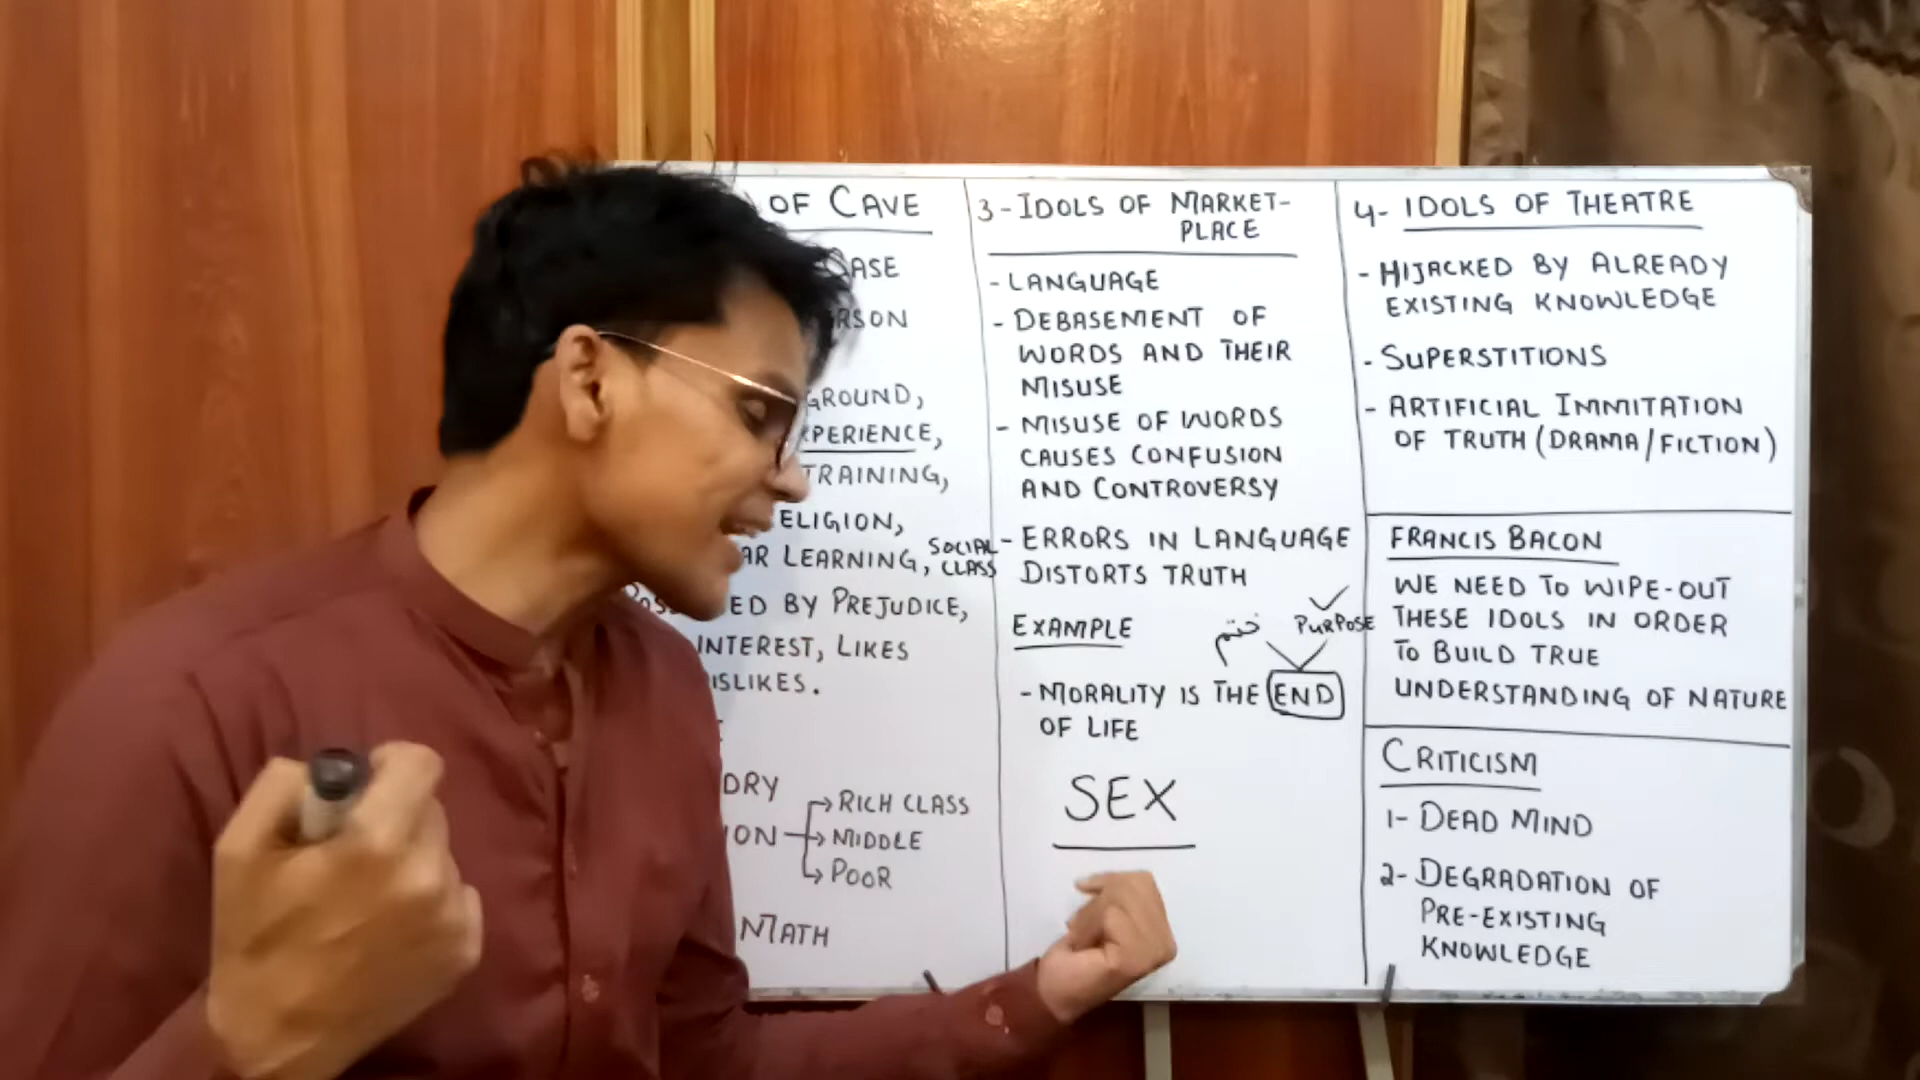 OF CAVE
CASE
RSON
GROUND,
XPERIENCE,
TRAINING,
ELIGION,
AR LEARNING, SOCIAL CLASS
ED BY PREJUDICE,
INTEREST, LIKES
ISLIKES.
DRY
ION → RICH CLASS
→ MIDDLE
→ POOR
MATH
3-IDOLS OF MARKET-
PLACE
- LANGUAGE
- DEBASEMENT OF
WORDS AND THEIR
MISUSE
- MISUSE OF WORDS
CAUSES CONFUSION
AND CONTROVERSY
- ERRORS IN LANGUAGE
DISTORTS TRUTH
EXAMPLE
ختم PURPOSE
- MORALITY IS THE END
OF LIFE
SEX
4- IDOLS OF THEATRE
- HIJACKED BY ALREADY
EXISTING KNOWLEDGE
- SUPERSTITIONS
- ARTIFICIAL IMMITATION
OF TRUTH (DRAMA/FICTION)
FRANCIS BACON
WE NEED TO WIPE-OUT
THESE IDOLS IN ORDER
TO BUILD TRUE
UNDERSTANDING OF NATURE
CRITICISM
1- DEAD MIND
2- DEGRADATION OF
PRE-EXISTING
KNOWLEDGE